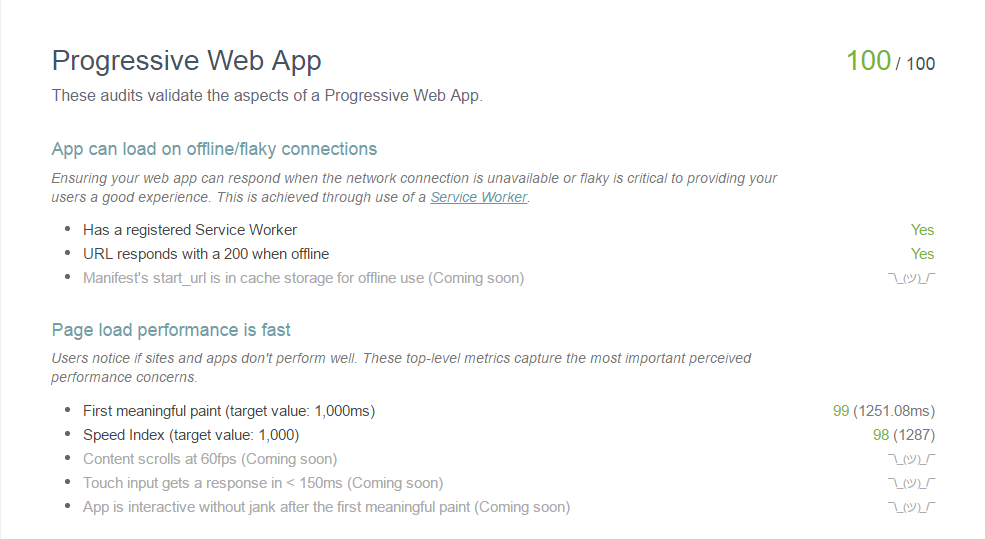 Progressive Web App 100 / 100
These audits validate the aspects of a Progressive Web App.
App can load on offline/flaky connections
Ensuring your web app can respond when the network connection is unavailable or flaky is critical to providing your
users a good experience. This is achieved through use of a Service Worker.
• Has a registered Service Worker Yes
• URL responds with a 200 when offline Yes
• Manifest's start_url is in cache storage for offline use (Coming soon) ¯\_(ツ)_/¯
Page load performance is fast
Users notice if sites and apps don't perform well. These top-level metrics capture the most important perceived
performance concerns.
• First meaningful paint (target value: 1,000ms) 99 (1251.08ms)
• Speed Index (target value: 1,000) 98 (1287)
• Content scrolls at 60fps (Coming soon) ¯\_(ツ)_/¯
• Touch input gets a response in < 150ms (Coming soon) ¯\_(ツ)_/¯
• App is interactive without jank after the first meaningful paint (Coming soon) ¯\_(ツ)_/¯